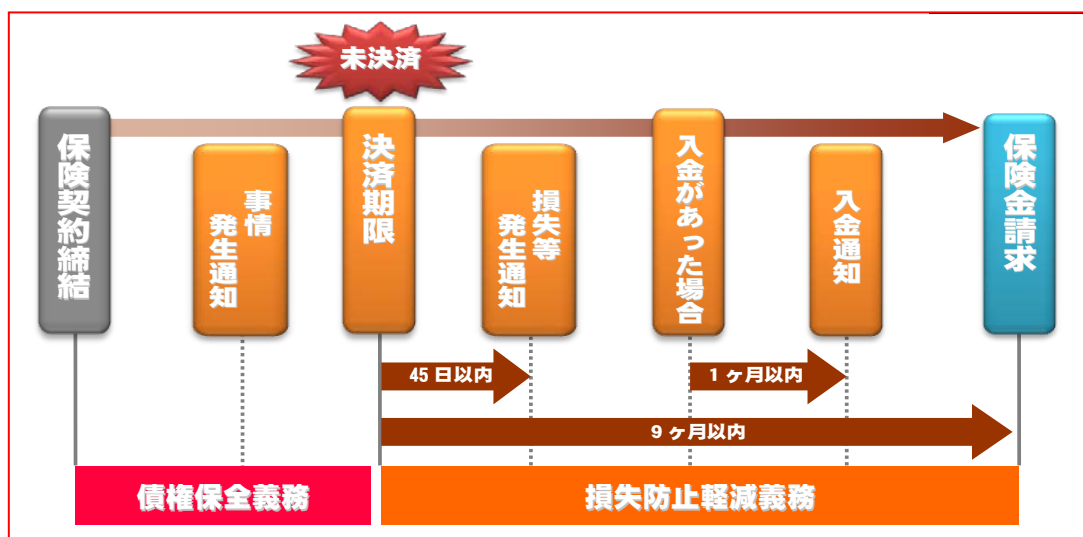 未決済
保険契約締結
事情
発生通知
決済期限
損失等
発生通知
入金があった場合
入金通知
保険金請求
45日以内
1ヶ月以内
9ヶ月以内
債権保全義務
損失防止軽減義務